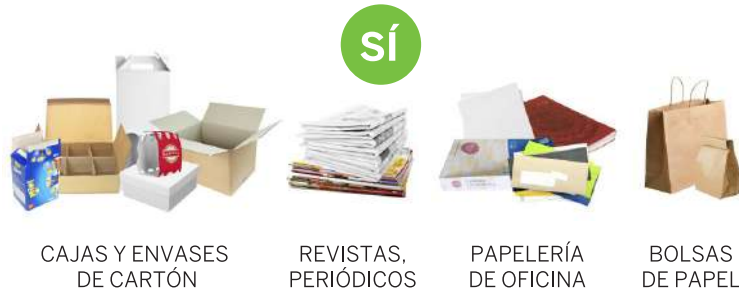 SÍ
CAJAS Y ENVASES
DE CARTÓN
REVISTAS,
PERIÓDICOS
PAPELERÍA
DE OFICINA
BOLSAS
DE PAPEL